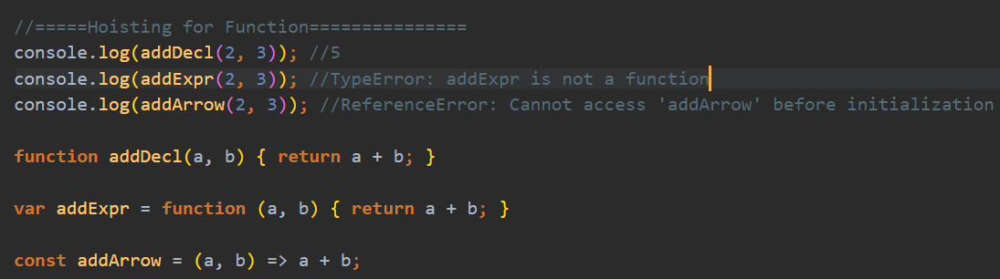 //=====Hoisting for Function===============
console.log(addDecl(2, 3)); //5
console.log(addExpr(2, 3)); //TypeError: addExpr is not a function
console.log(addArrow(2, 3)); //ReferenceError: Cannot access 'addArrow' before initialization
function addDecl(a, b) { return a + b; }
var addExpr = function (a, b) { return a + b; }
const addArrow = (a, b) => a + b;